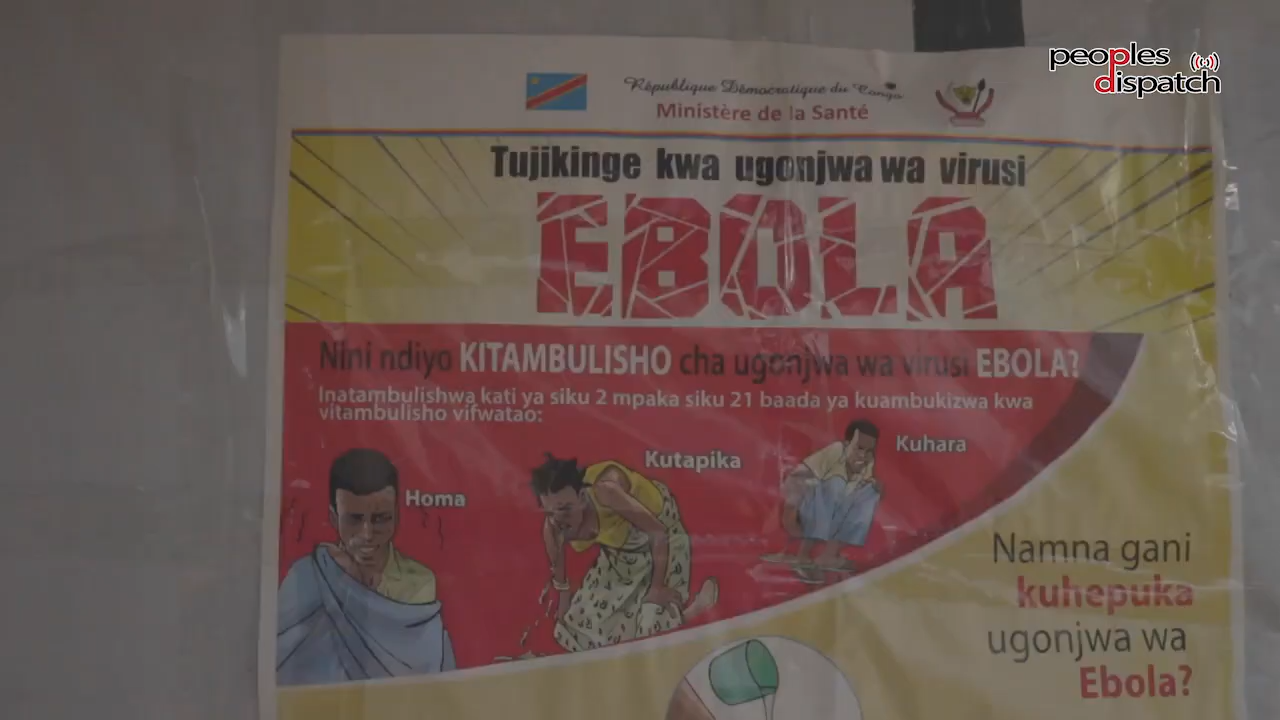 peoples
dispatch
République Démocratique du Congo
Ministère de la Santé
Tujikinge kwa ugonjwa wa virusi
EBOLA
Nini ndiyo KITAMBULISHO cha ugonjwa wa virusi EBOLA?
Inatambulishwa kati ya siku 2 mpaka siku 21 baada ya kuambukizwa kwa
vitambulisho vifwatao:
Homa
Kutapika
Kuhara
Namna gani
kuhepuka
ugonjwa wa
Ebola?